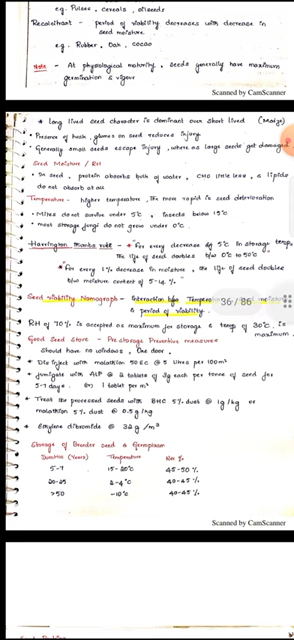 eg. Pulses, cereals, oilseeds
Recalcitrant - period of viability decreases with decrease in
seed moisture.
e.g. Rubber, Oak, cocao
Note - At physiological maturity, seeds generally have maximum
germination & vigour
Scanned by CamScanner
* Long lived seed character is dominant over short lived (Maize)
• Presence of husk, glumes on seed reduces injury.
• Generally small seeds escape injury, where as large seeds get damaged
Seed Moisture / RH
• In seed, protein absorbs bulk of water, CHO little less, & lipids
do not absorb at all
Temperature - higher temperature, the more rapid is seed deterioration
• Mites do not survive under 5°C, insects below 15°C
• most storage fungi do not grow under 0°C.
Harrington thumbs rule - * For every decrease of 5°C in storage temp,
the life of seed doubles b/w 0°C to 50°C
* For every 1% decrease in moisture, the life of seed doubles
b/w moisture content of 5-14%
Seed viability Nomograph - Interaction b/w Temper 36 / 86
& period of viability.
RH of 70% is accepted as maximum for storage & temp of 30°C is
maximum.
Good Seed Store - Pre storage Preventive measures
Should have no windows, One door.
• Dis infect with malathion 50 EC @ 5 litres per 100m²
• fumigate with ALP @ 2 tablets of 3g each per tonne of seed for
5-7 days. (or) 1 tablet per m³
• Treat the processed seeds with BHC 5% dust @ 1g/kg or
malathion 5% dust @ 0.5g/kg
• Ethylene dibromide @ 32g/m³
Storage of Breeder seed & Germplasm
Duration (Years) Temperature RH %
5-7 15-20°C 45-50%
20-25 2-4°C 40-45%
>50 -10°C 40-45%
Scanned by CamScanner